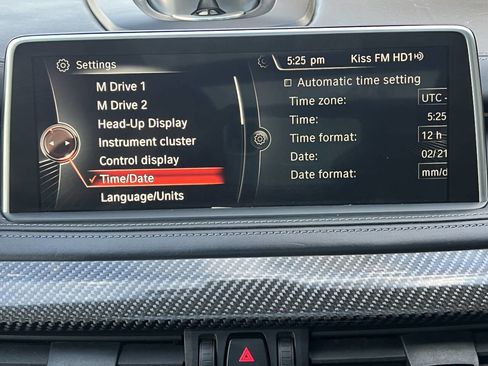 Settings
5:25 pm
Kiss FM HD1
M Drive 1
M Drive 2
Head-Up Display
Instrument cluster
Control display
Time/Date
Language/Units
Automatic time setting
Time zone: UTC -
Time: 5:25
Time format: 12 h
Date: 02/21
Date format: mm/d